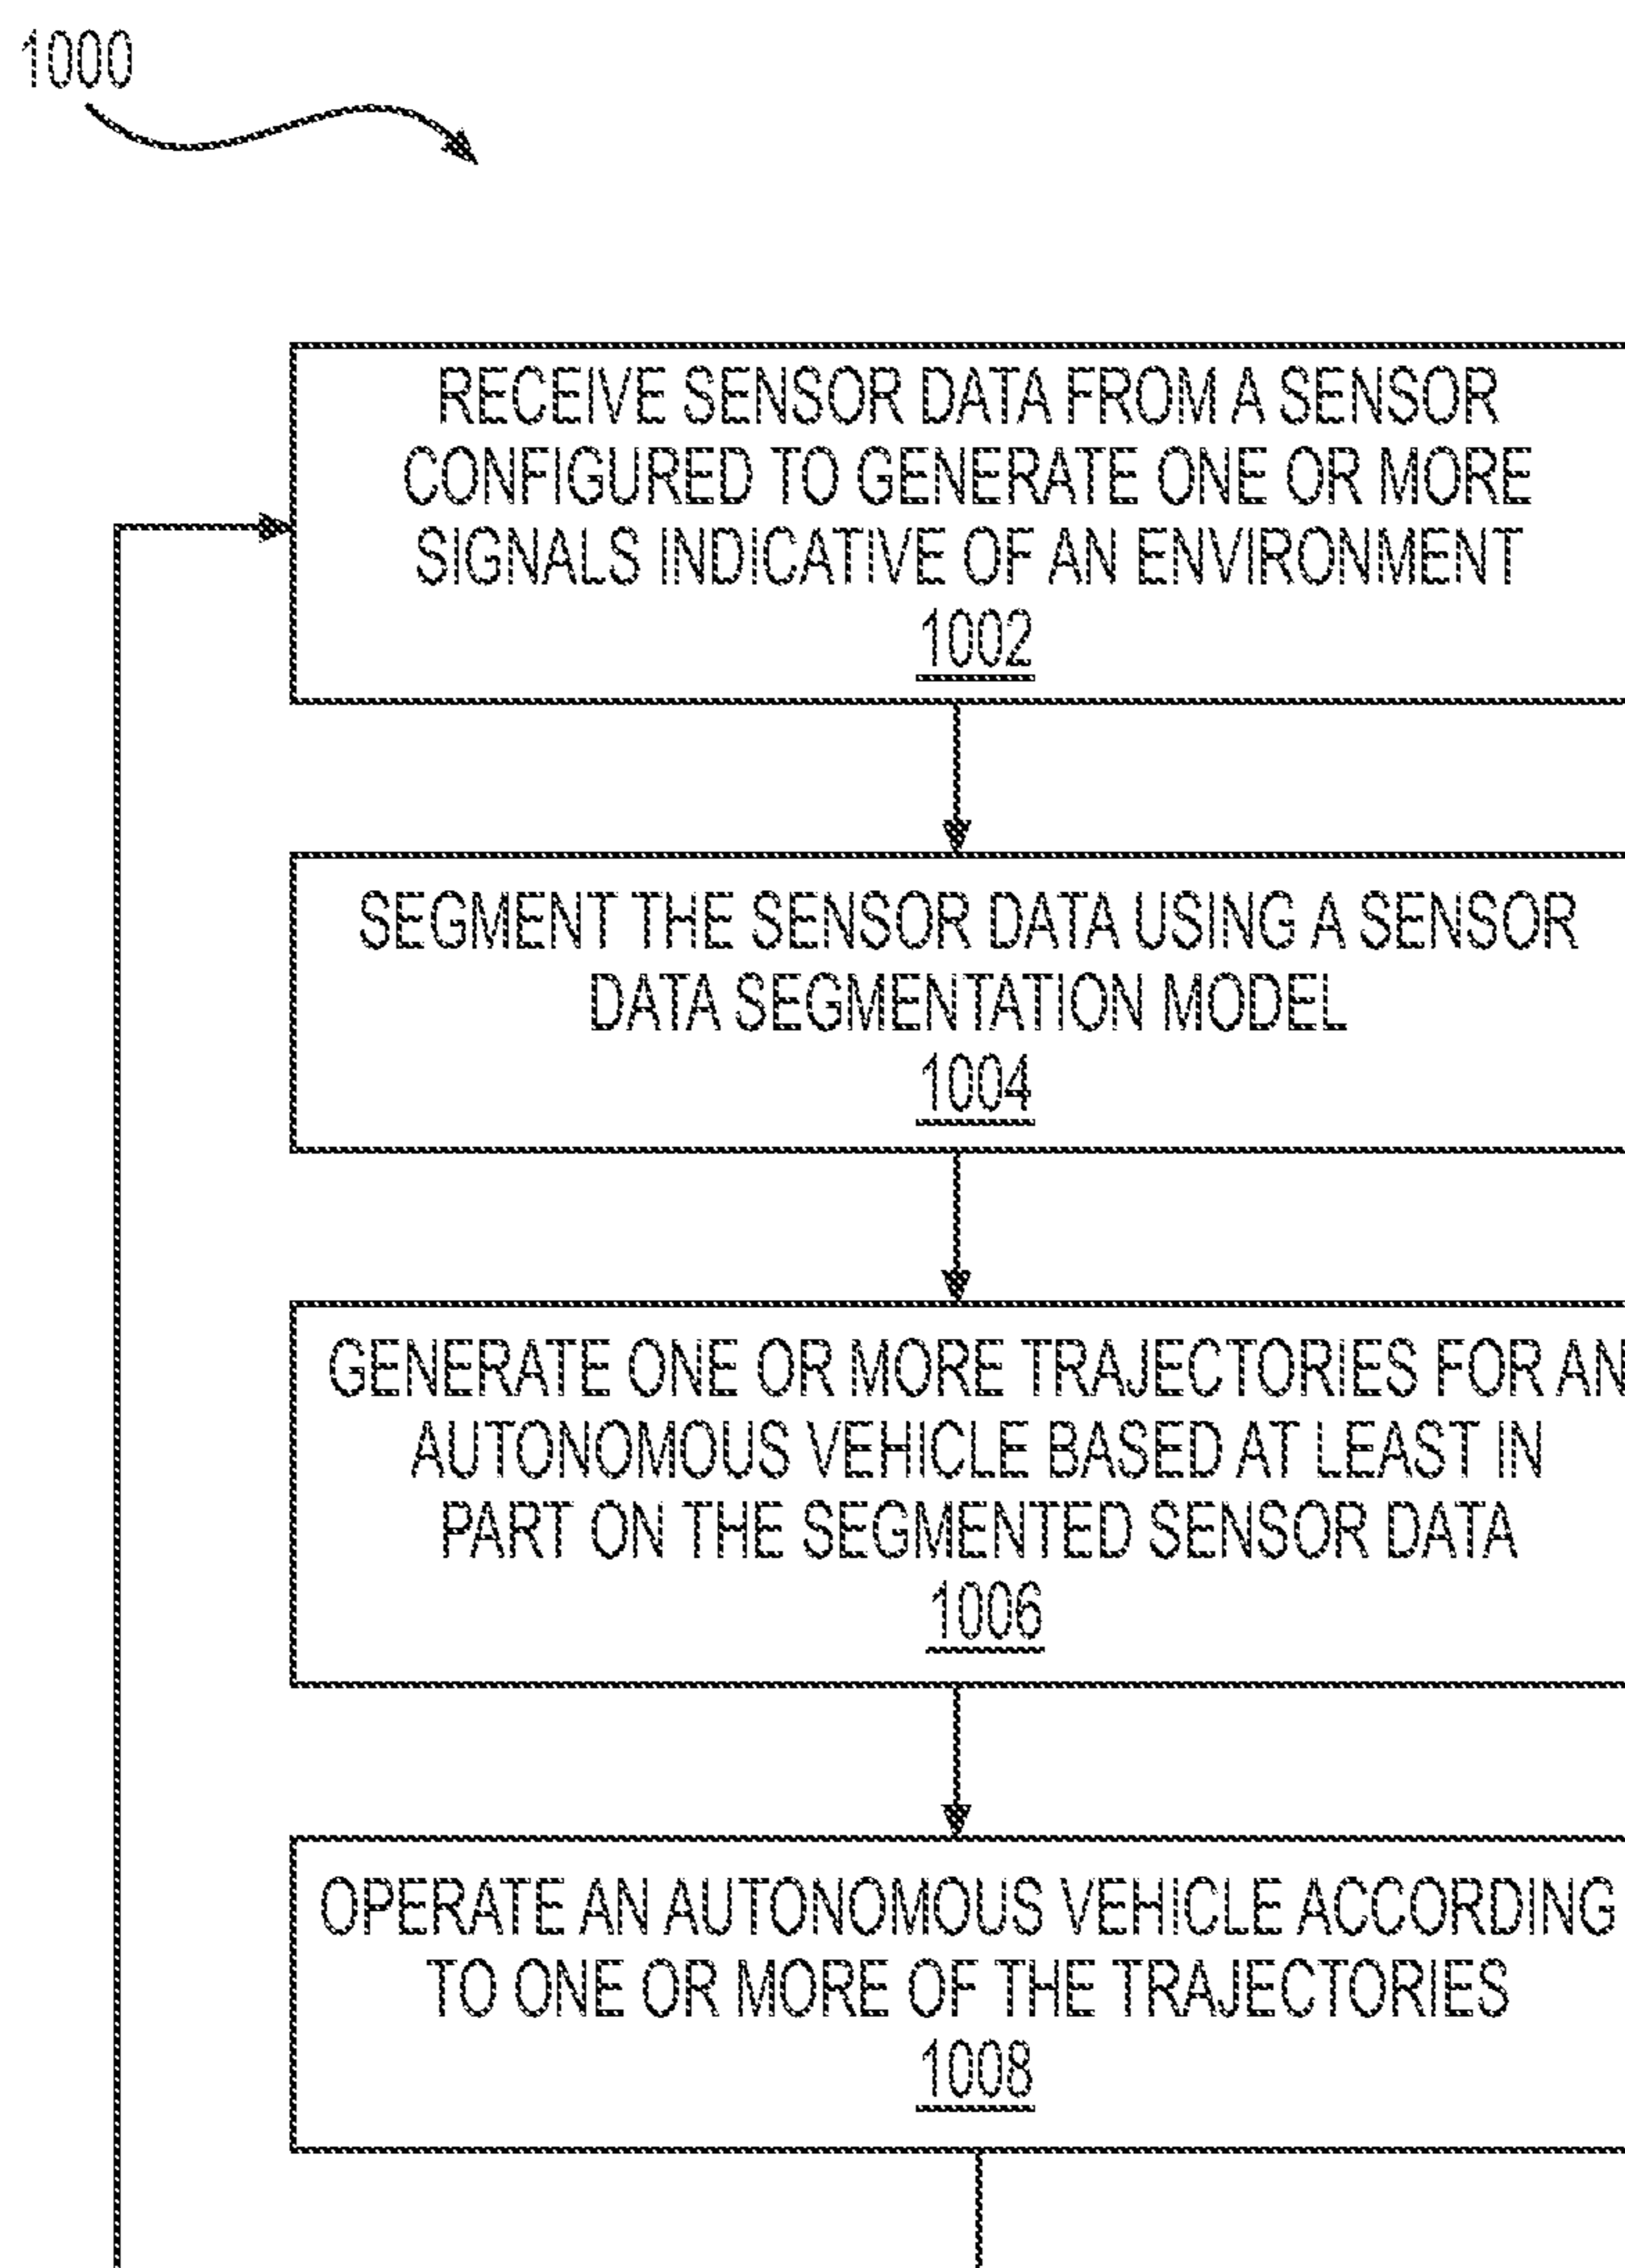 1000
RECEIVE SENSOR DATA FROM A SENSOR
CONFIGURED TO GENERATE ONE OR MORE
SIGNALS INDICATIVE OF AN ENVIRONMENT
1002
SEGMENT THE SENSOR DATA USING A SENSOR
DATA SEGMENTATION MODEL
1004
GENERATE ONE OR MORE TRAJECTORIES FOR AN
AUTONOMOUS VEHICLE BASED AT LEAST IN
PART ON THE SEGMENTED SENSOR DATA
1006
OPERATE AN AUTONOMOUS VEHICLE ACCORDING
TO ONE OR MORE OF THE TRAJECTORIES
1008